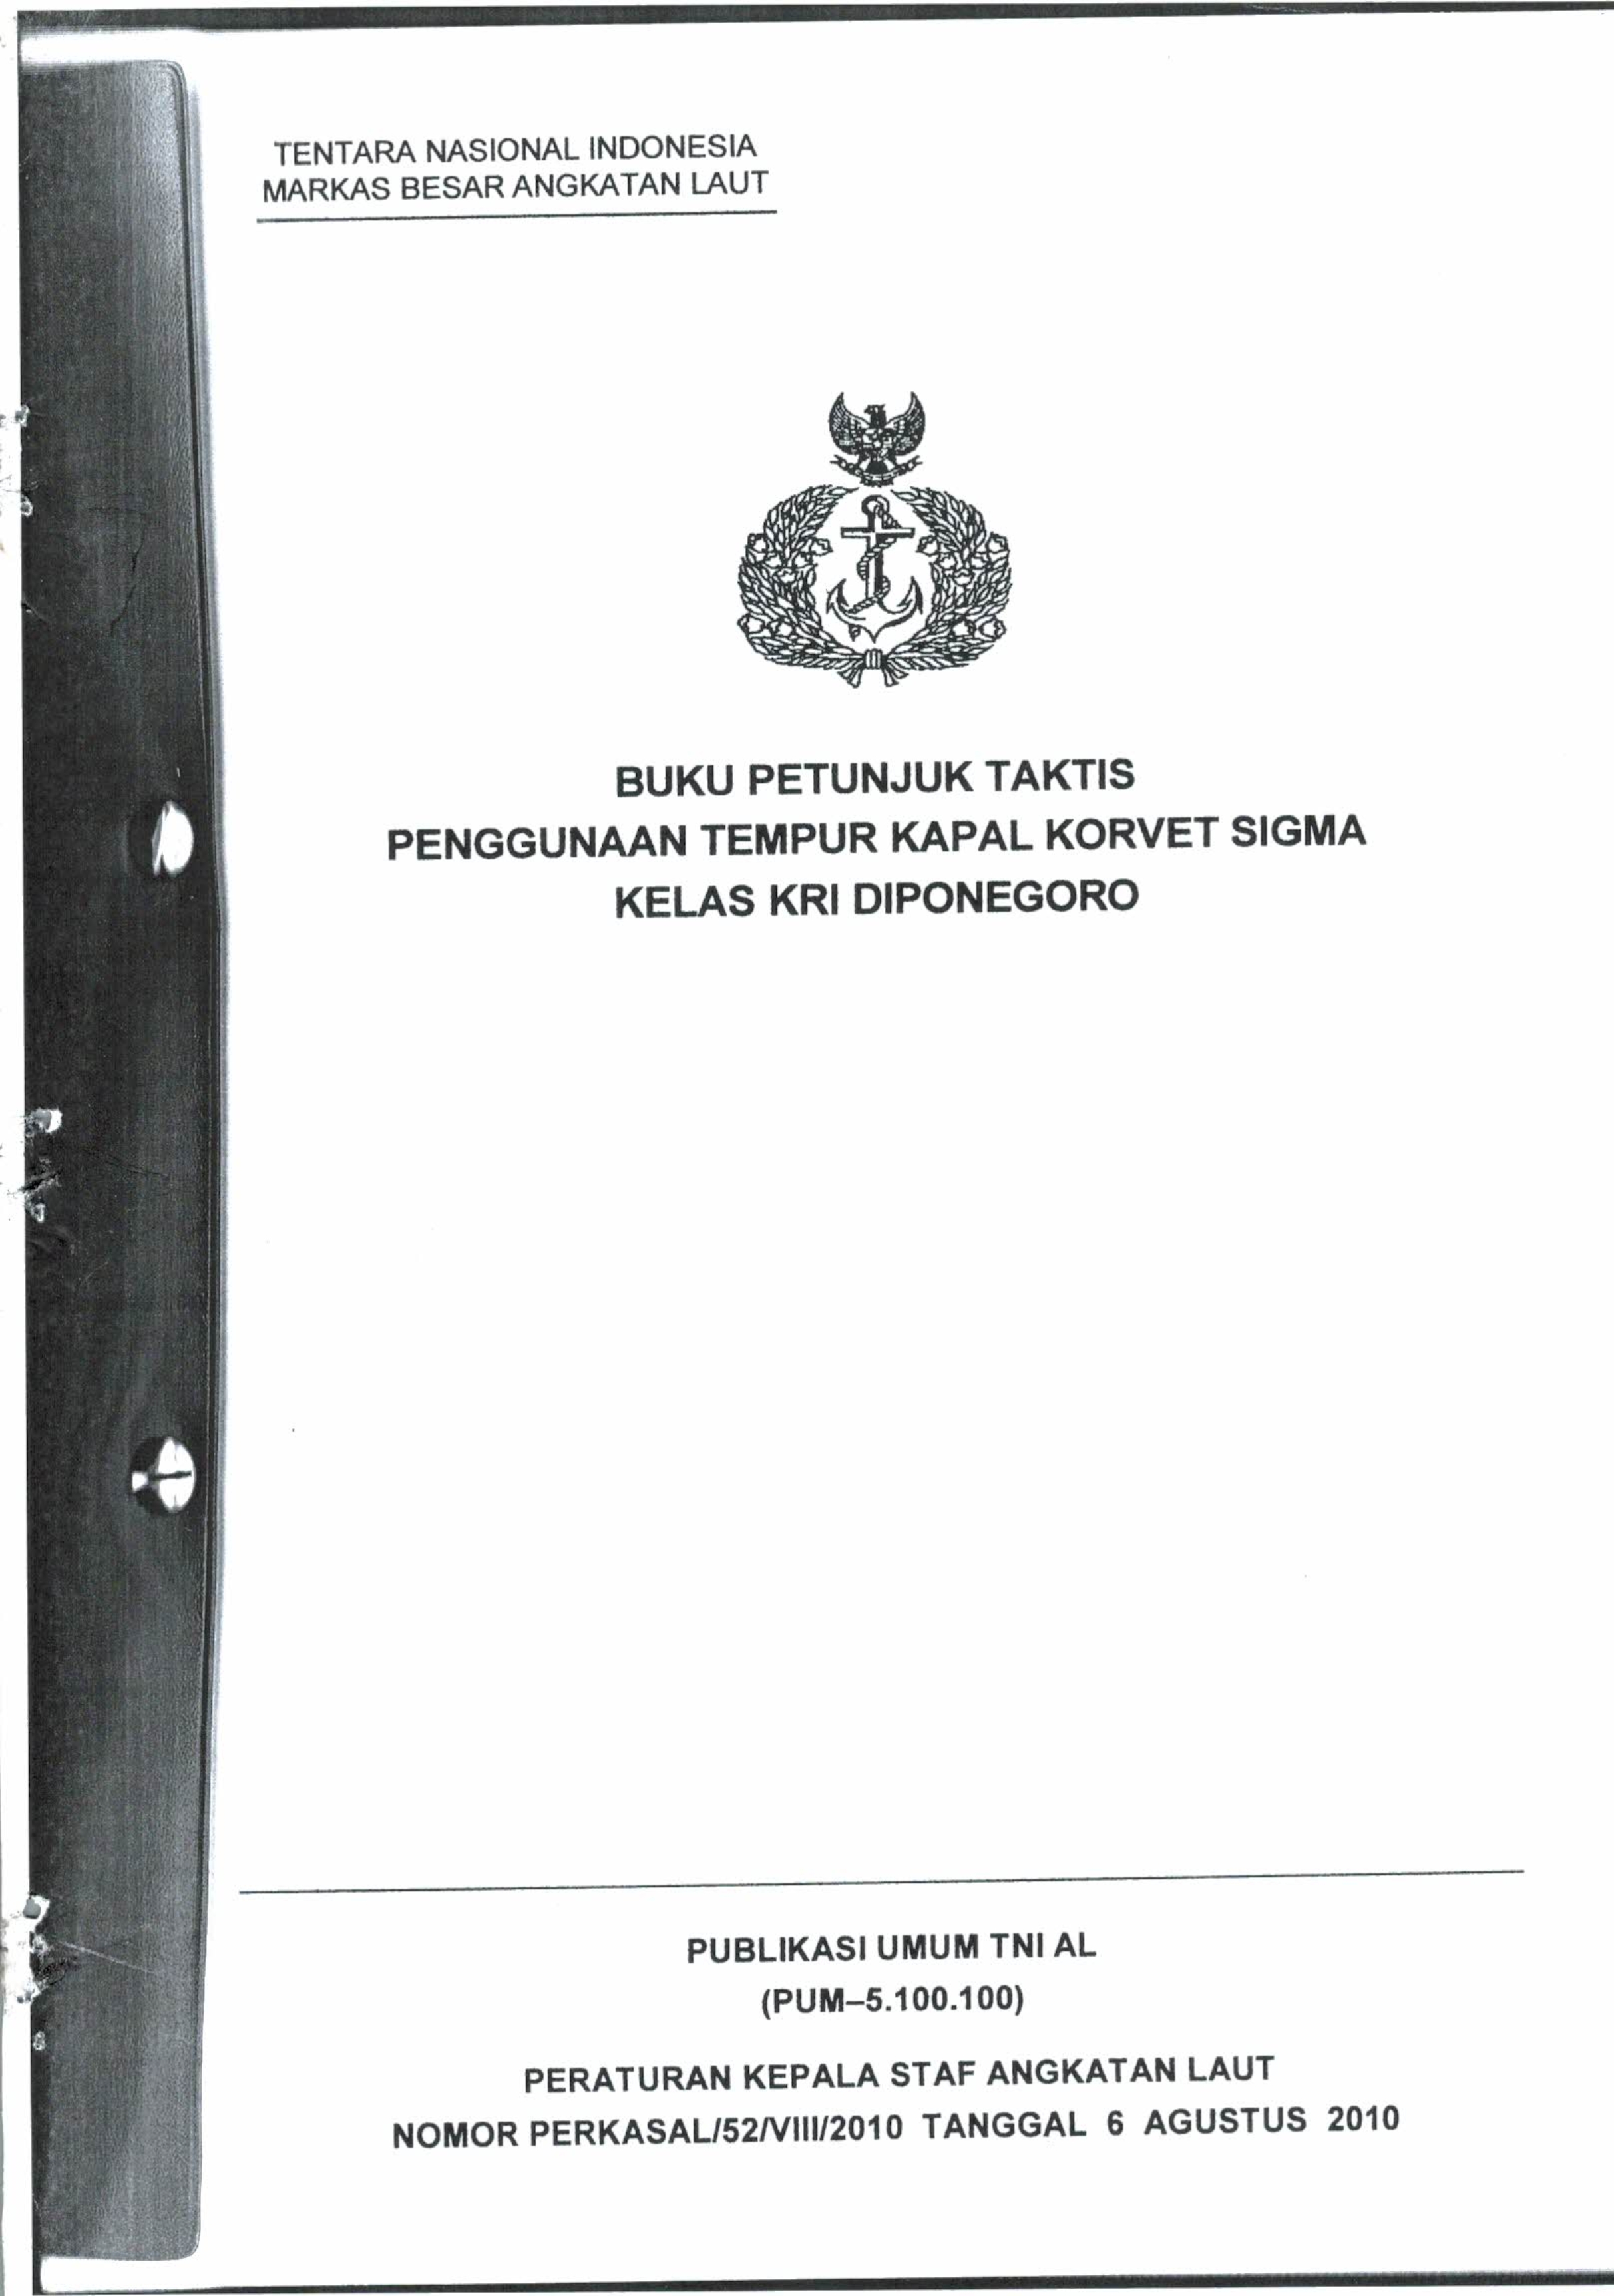 TENTARA NASIONAL INDONESIA
MARKAS BESAR ANGKATAN LAUT
BUKU PETUNJUK TAKTIS
PENGGUNAAN TEMPUR KAPAL KORVET SIGMA
KELAS KRI DIPONEGORO
PUBLIKASI UMUM TNI AL
(PUM–5.100.100)
PERATURAN KEPALA STAF ANGKATAN LAUT
NOMOR PERKASAL/52/VIII/2010 TANGGAL 6 AGUSTUS 2010